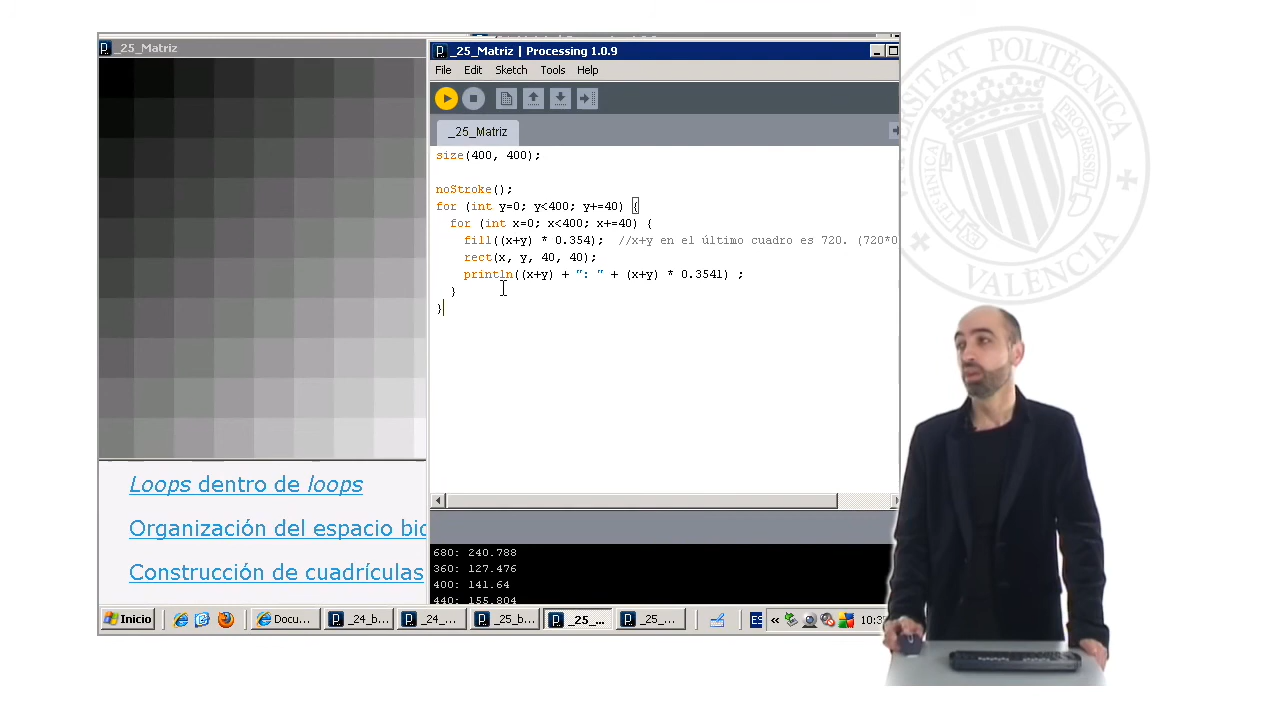 _25_Matriz
_25_Matriz | Processing 1.0.9
File Edit Sketch Tools Help
_25_Matriz
size(400, 400);
noStroke();
for (int y=0; y<400; y+=40) {
for (int x=0; x<400; x+=40) {
fill((x+y) * 0.354); //x+y en el último cuadro es 720. (720*0
rect(x, y, 40, 40);
println((x+y) + ": " + (x+y) * 0.3541) ;
}
}
Loops dentro de loops
Organización del espacio bid
Construcción de cuadrículas
680: 240.788
360: 127.476
400: 141.64
440: 155.804
Inicio
Docu...
_24_b...
_24_...
_25_b...
_25_...
_25_...
ES
«
UNIVERSITAT POLITÈCNICA
DE VALÈNCIA